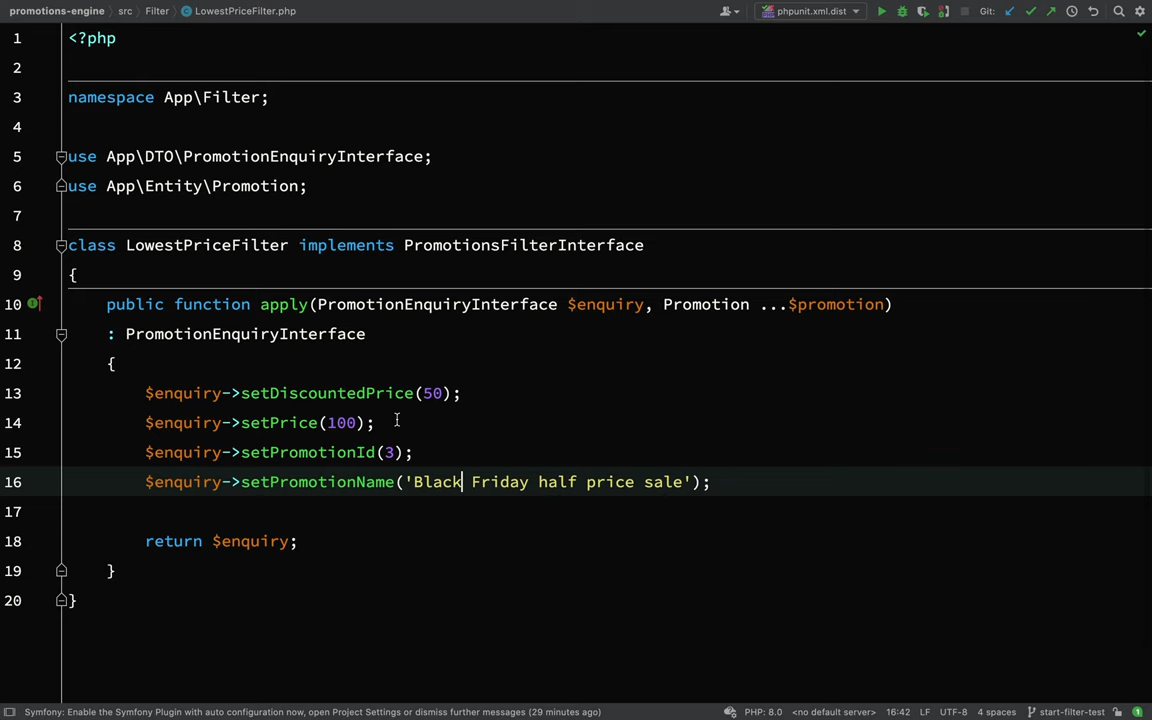 promotions-engine src Filter LowestPriceFilter.php phpunit.xml.dist Git:
1 <?php
2
3 namespace App\Filter;
4
5 use App\DTO\PromotionEnquiryInterface;
6 use App\Entity\Promotion;
7
8 class LowestPriceFilter implements PromotionsFilterInterface
9 {
10 public function apply(PromotionEnquiryInterface $enquiry, Promotion ...$promotion)
11 : PromotionEnquiryInterface
12 {
13 $enquiry->setDiscountedPrice(50);
14 $enquiry->setPrice(100);
15 $enquiry->setPromotionId(3);
16 $enquiry->setPromotionName('Black Friday half price sale');
17
18 return $enquiry;
19 }
20 }
Symfony: Enable the Symfony Plugin with auto configuration now, open Project Settings or dismiss further messages (29 minutes ago) PHP: 8.0 <no default server> 16:42 LF UTF-8 4 spaces start-filter-test 1